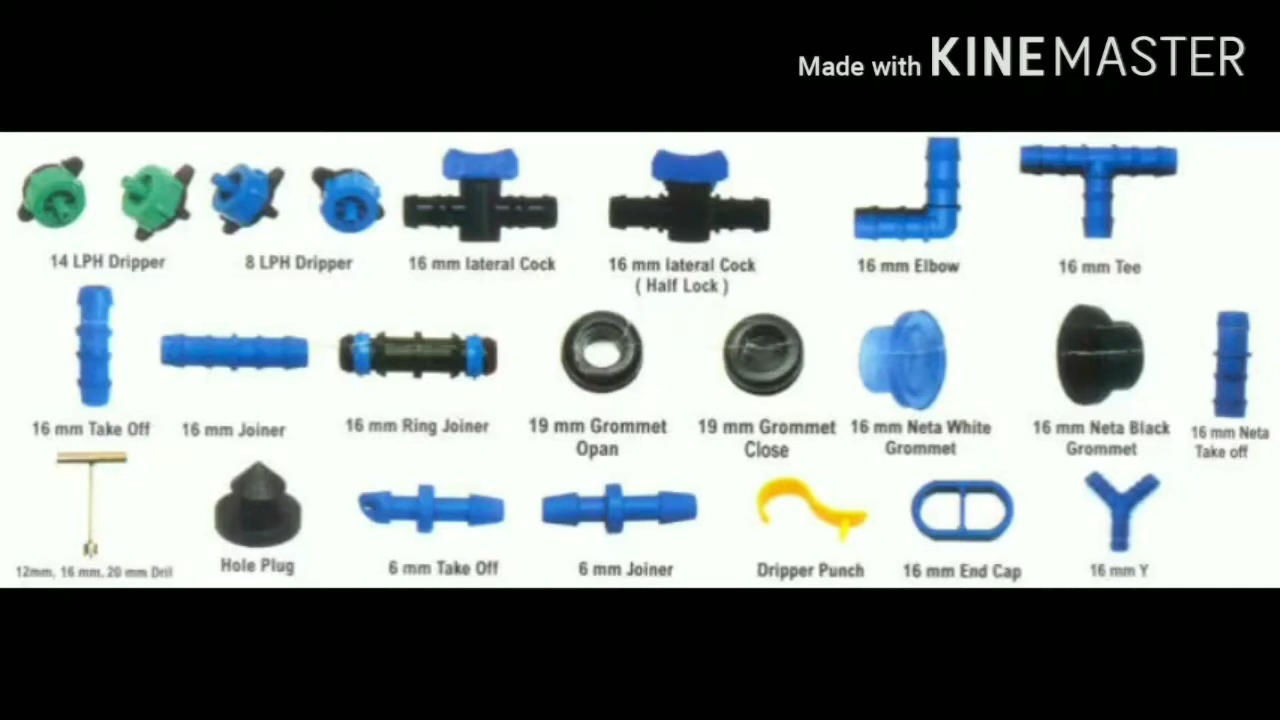 Made with KINEMASTER
14 LPH Dripper
8 LPH Dripper
16 mm lateral Cock
16 mm lateral Cock
( Half Lock )
16 mm Elbow
16 mm Tee
16 mm Take Off
16 mm Joiner
16 mm Ring Joiner
19 mm Grommet
Opan
19 mm Grommet
Close
16 mm Neta White
Grommet
16 mm Neta Black
Grommet
16 mm Neta
Take off
12mm, 16 mm, 20 mm Dril
Hole Plug
6 mm Take Off
6 mm Joiner
Dripper Punch
16 mm End Cap
16 mm Y